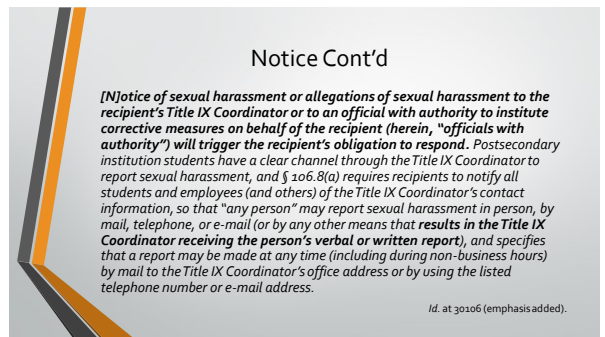 Notice Cont'd
[N]otice of sexual harassment or allegations of sexual harassment to the
recipient's Title IX Coordinator or to an official with authority to institute
corrective measures on behalf of the recipient (herein, “officials with
authority”) will trigger the recipient's obligation to respond. Postsecondary
institution students have a clear channel through the Title IX Coordinator to
report sexual harassment, and § 106.8(a) requires recipients to notify all
students and employees (and others) of the Title IX Coordinator's contact
information, so that “any person” may report sexual harassment in person, by
mail, telephone, or e-mail (or by any other means that results in the Title IX
Coordinator receiving the person's verbal or written report), and specifies
that a report may be made at any time (including during non-business hours)
by mail to the Title IX Coordinator's office address or by using the listed
telephone number or e-mail address.
Id. at 30106 (emphasis added).